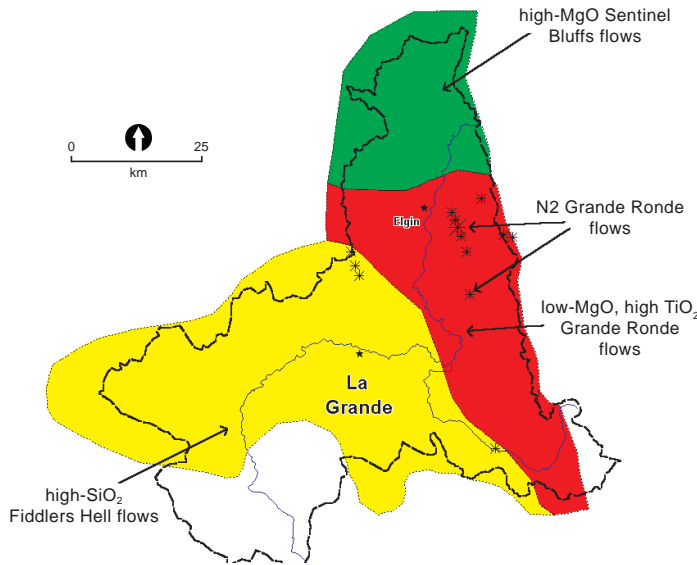 high-MgO Sentinel
Bluffs flows
0 25
km
Elgin
N2 Grande Ronde
flows
low-MgO, high TiO₂
Grande Ronde
flows
La
Grande
high-SiO₂
Fiddlers Hell flows